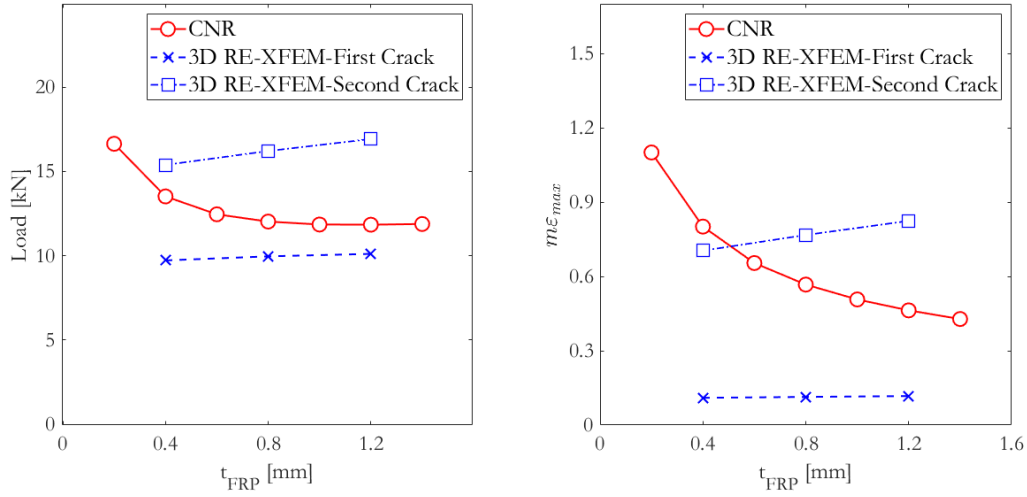 CNR
3D RE-XFEM-First Crack
3D RE-XFEM-Second Crack
20
15
10
5
0
Load [kN]
0 0.4 0.8 1.2
t_FRP [mm]
CNR
3D RE-XFEM-First Crack
3D RE-XFEM-Second Crack
1.5
1.2
0.9
0.6
0.3
0
mε_max
0 0.4 0.8 1.2 1.6
t_FRP [mm]